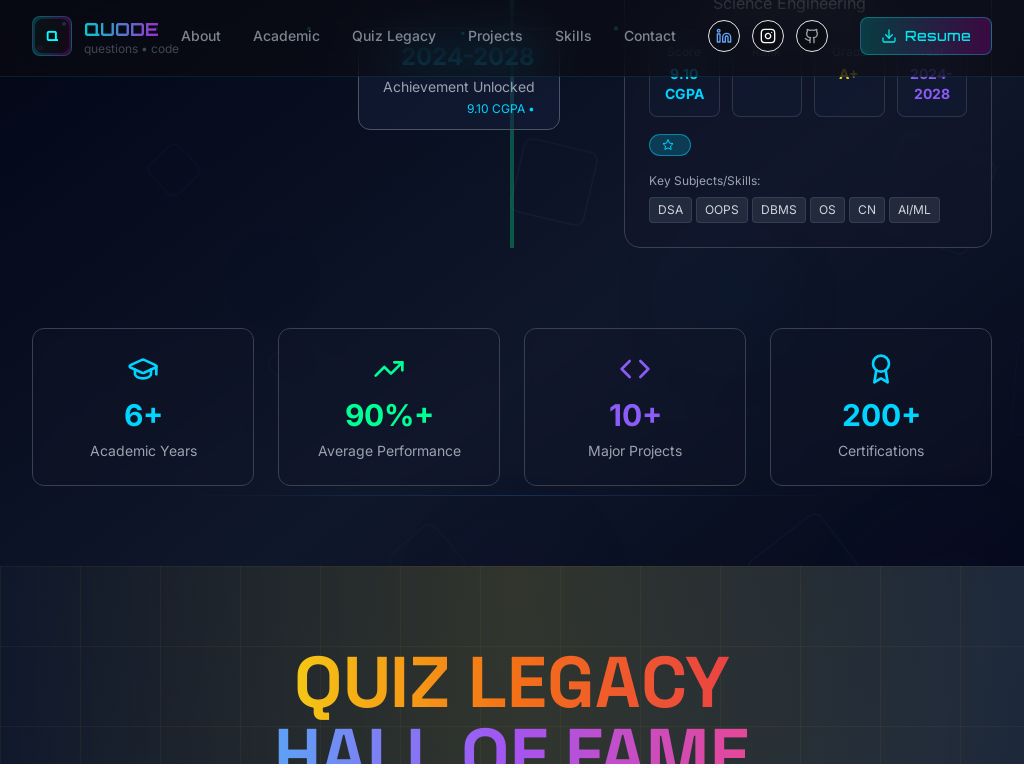 Science Engineering
Q
QUODE
questions • code
About
Academic
Quiz Legacy
Projects
Skills
Contact
Resume
2024-2028
Achievement Unlocked
9.10 CGPA •
Score
9.10
CGPA
A+
2024-
2028
Key Subjects/Skills:
DSA
OOPS
DBMS
OS
CN
AI/ML
6+
Academic Years
90%+
Average Performance
10+
Major Projects
200+
Certifications
QUIZ LEGACY
HALL OF FAME